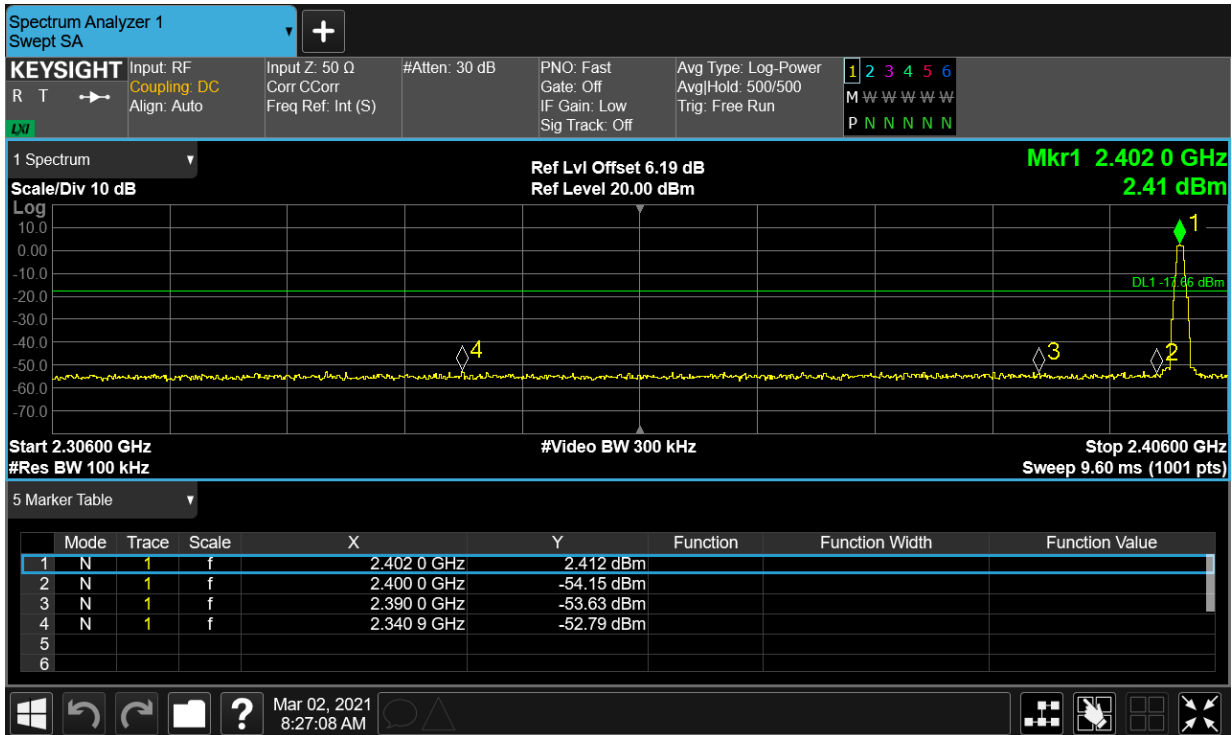 Spectrum Analyzer 1
Swept SA
KEYSIGHT
R T
LXI
Input: RF
Coupling: DC
Align: Auto
Input Z: 50 Ω
Corr CCorr
Freq Ref: Int (S)
#Atten: 30 dB
PNO: Fast
Gate: Off
IF Gain: Low
Sig Track: Off
Avg Type: Log-Power
Avg|Hold: 500/500
Trig: Free Run
1 2 3 4 5 6
M W W W W W
P N N N N N
1 Spectrum
Scale/Div 10 dB
Ref Lvl Offset 6.19 dB
Ref Level 20.00 dBm
Mkr1 2.402 0 GHz
2.41 dBm
Log
10.0
0.00
-10.0
-20.0
-30.0
-40.0
-50.0
-60.0
-70.0
1
DL1 -17.66 dBm
4
3
2
Start 2.30600 GHz
#Video BW 300 kHz
Stop 2.40600 GHz
#Res BW 100 kHz
Sweep 9.60 ms (1001 pts)
5 Marker Table
Mode Trace Scale X Y Function Function Width Function Value
1 N 1 f 2.402 0 GHz 2.412 dBm
2 N 1 f 2.400 0 GHz -54.15 dBm
3 N 1 f 2.390 0 GHz -53.63 dBm
4 N 1 f 2.340 9 GHz -52.79 dBm
5
6
?
Mar 02, 2021
8:27:08 AM